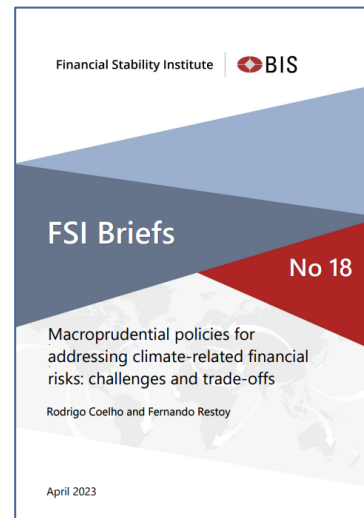 Financial Stability Institute BIS
FSI Briefs
No 18
Macroprudential policies for
addressing climate-related financial
risks: challenges and trade-offs
Rodrigo Coelho and Fernando Restoy
April 2023